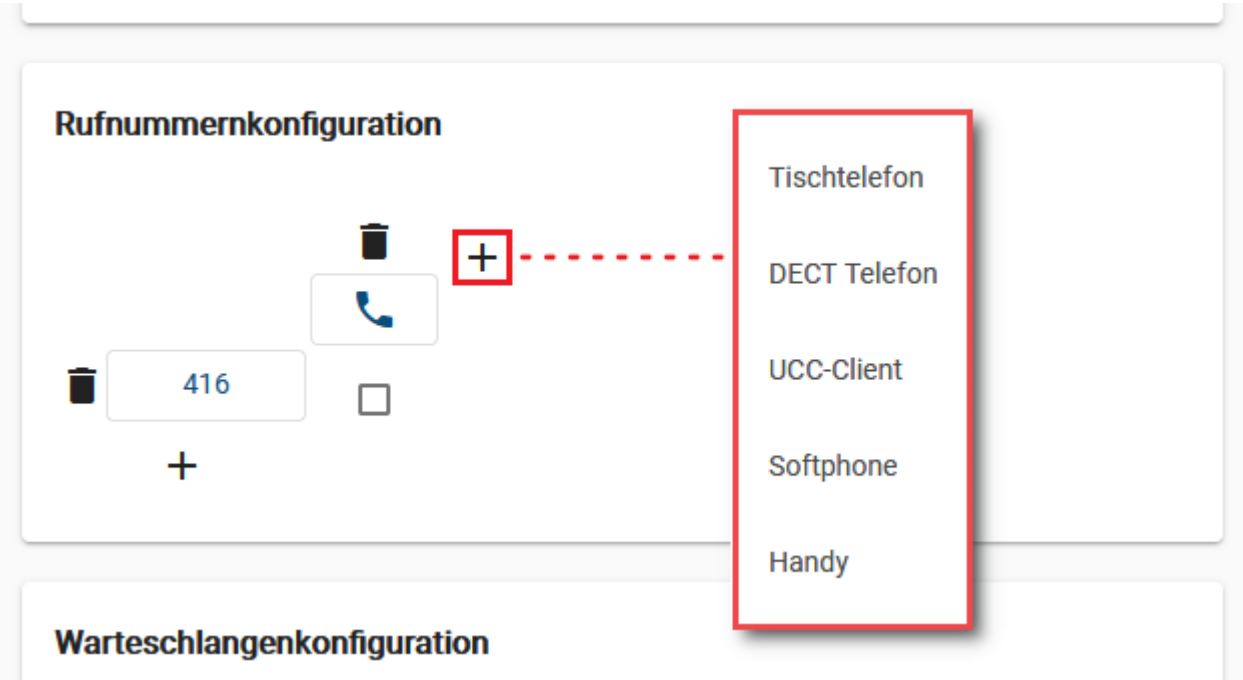 Rufnummernkonfiguration
Tischtelefon
DECT Telefon
UCC-Client
416
Softphone
Handy
Warteschlangenkonfiguration